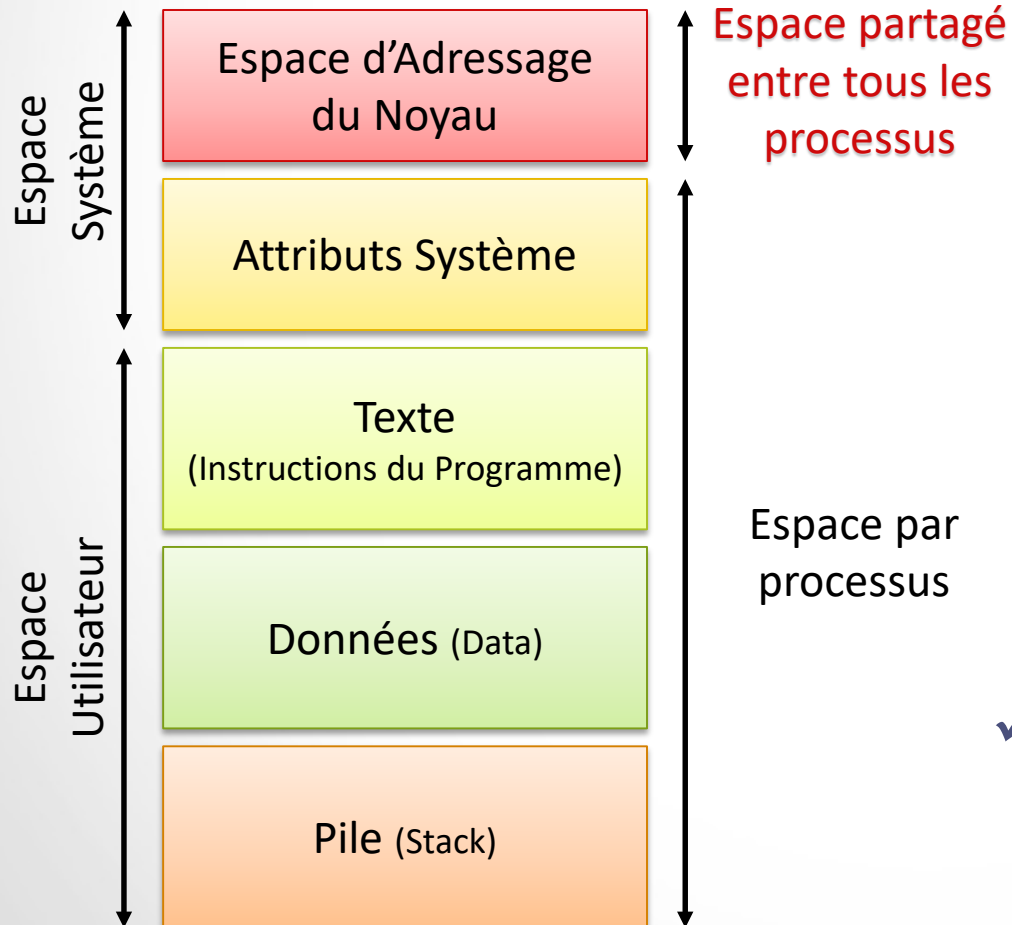 Espace
Système
Espace d’Adressage
du Noyau
Espace partagé
entre tous les
processus
Attributs Système
Espace
Utilisateur
Texte
(Instructions du Programme)
Espace par
processus
Données (Data)
Pile (Stack)